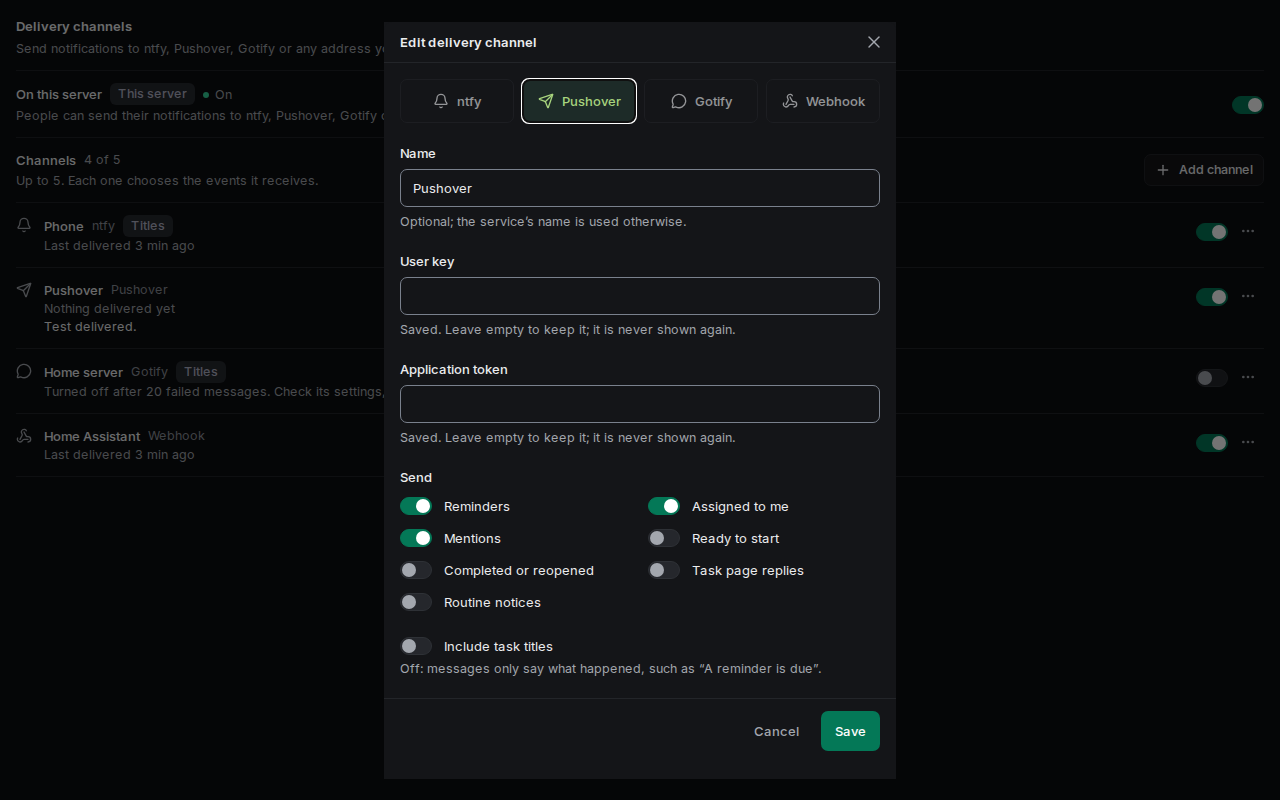 Delivery channels
Send notifications to ntfy, Pushover, Gotify or any address
On this server This server On
People can send their notifications to ntfy, Pushover, Gotify
Channels 4 of 5
Up to 5. Each one chooses the events it receives.
Add channel
Phone ntfy Titles
Last delivered 3 min ago
Pushover Pushover
Nothing delivered yet
Test delivered.
Home server Gotify Titles
Turned off after 20 failed messages. Check its settings,
Home Assistant Webhook
Last delivered 3 min ago
Edit delivery channel
ntfy Pushover Gotify Webhook
Name
Pushover
Optional; the service’s name is used otherwise.
User key
Saved. Leave empty to keep it; it is never shown again.
Application token
Saved. Leave empty to keep it; it is never shown again.
Send
Reminders Assigned to me
Mentions Ready to start
Completed or reopened Task page replies
Routine notices
Include task titles
Off: messages only say what happened, such as “A reminder is due”.
Cancel Save